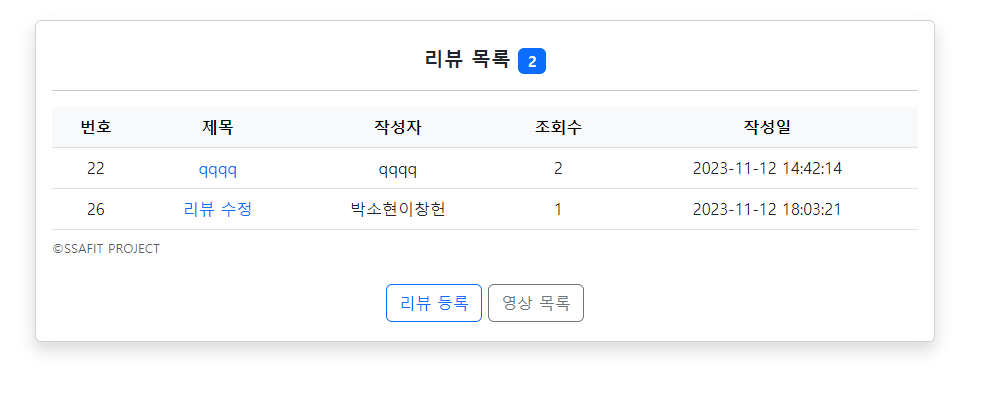 리뷰 목록 2
번호 제목 작성자 조회수 작성일
22 qqqq qqqq 2 2023-11-12 14:42:14
26 리뷰 수정 박소현이창헌 1 2023-11-12 18:03:21
©SSAFIT PROJECT
리뷰 등록 영상 목록